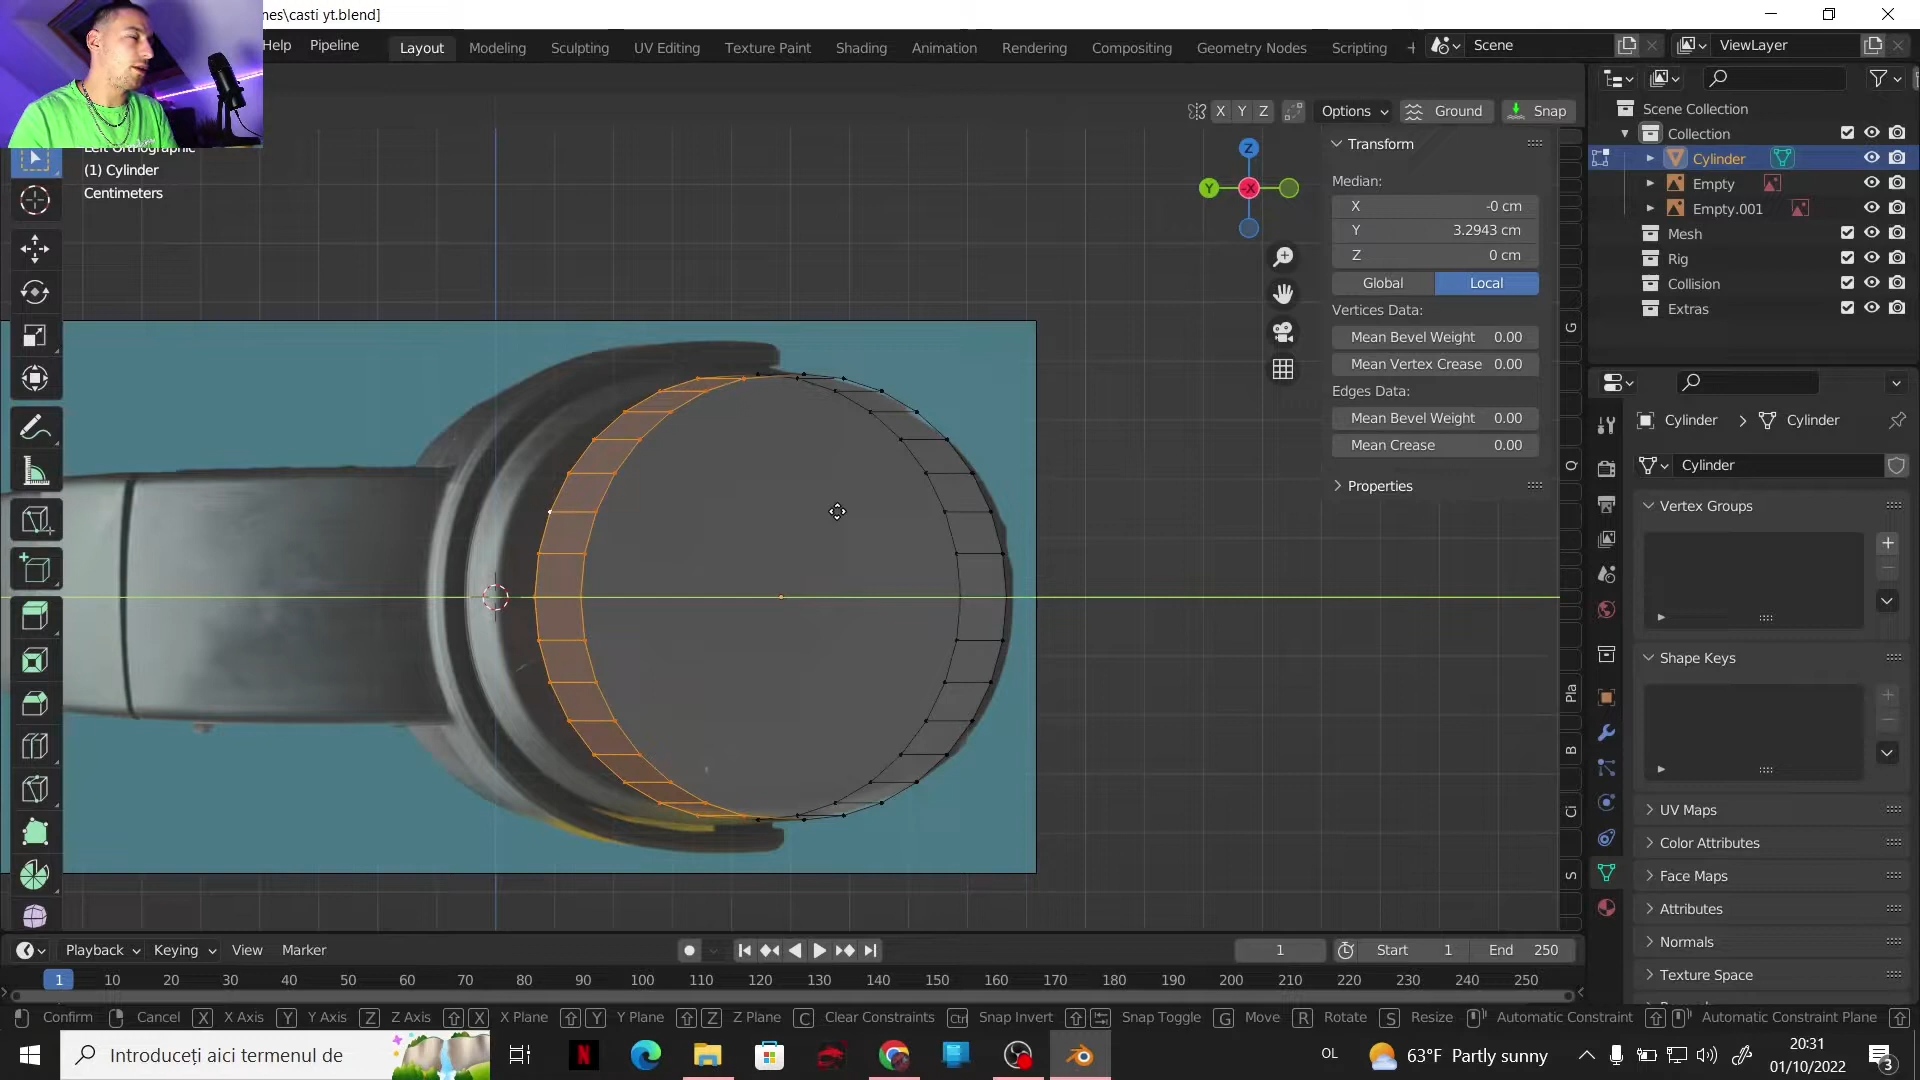 nes\casti yt.blend]
Help Pipeline Layout Modeling Sculpting UV Editing Texture Paint Shading Animation Rendering Compositing Geometry Nodes Scripting + Scene ViewLayer
X Y Z Options Ground Snap
Left Orthographic
(1) Cylinder
Centimeters
Z
Y
-X
Transform
Median:
X -0 cm
Y 3.2943 cm
Z 0 cm
Global Local
Vertices Data:
Mean Bevel Weight 0.00
Mean Vertex Crease 0.00
Edges Data:
Mean Bevel Weight 0.00
Mean Crease 0.00
Properties
G
Q
Pla
B
Ci
S
Scene Collection
Collection
Cylinder
Empty
Empty.001
Mesh
Rig
Collision
Extras
Cylinder > Cylinder
Cylinder
Vertex Groups
Shape Keys
UV Maps
Color Attributes
Face Maps
Attributes
Normals
Texture Space
Playback Keying View Marker 1 Start 1 End 250
1 10 20 30 40 50 60 70 80 90 100 110 120 130 140 150 160 170 180 190 200 210 220 230 240 250
Confirm Cancel X X Axis Y Y Axis Z Z Axis X X Plane Y Y Plane Z Z Plane C Clear Constraints Ctrl Snap Invert Snap Toggle G Move R Rotate S Resize Automatic Constraint Automatic Constraint Plane
Introduceți aici termenul de N OL 63°F Partly sunny 20:31
01/10/2022 3